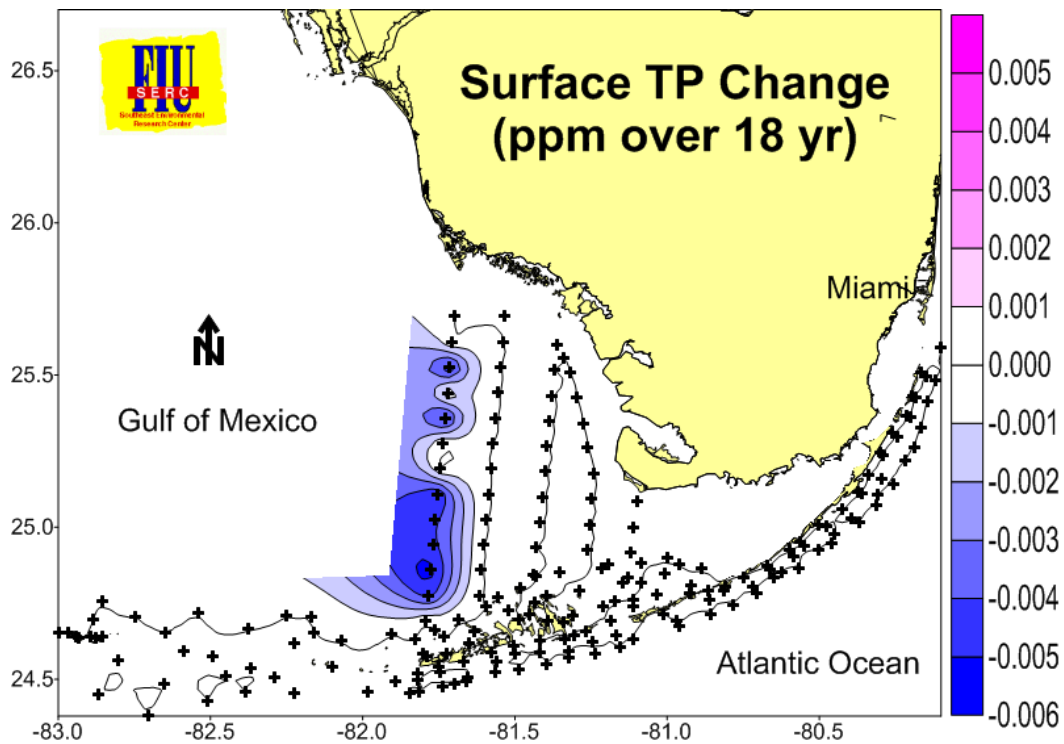 FIU
SERC
Southeast Environmental
Research Center
Surface TP Change
(ppm over 18 yr)
Miami
N
Gulf of Mexico
Atlantic Ocean
26.5
26.0
25.5
25.0
24.5
-83.0
-82.5
-82.0
-81.5
-81.0
-80.5
0.005
0.004
0.003
0.002
0.001
0.000
-0.001
-0.002
-0.003
-0.004
-0.005
-0.006